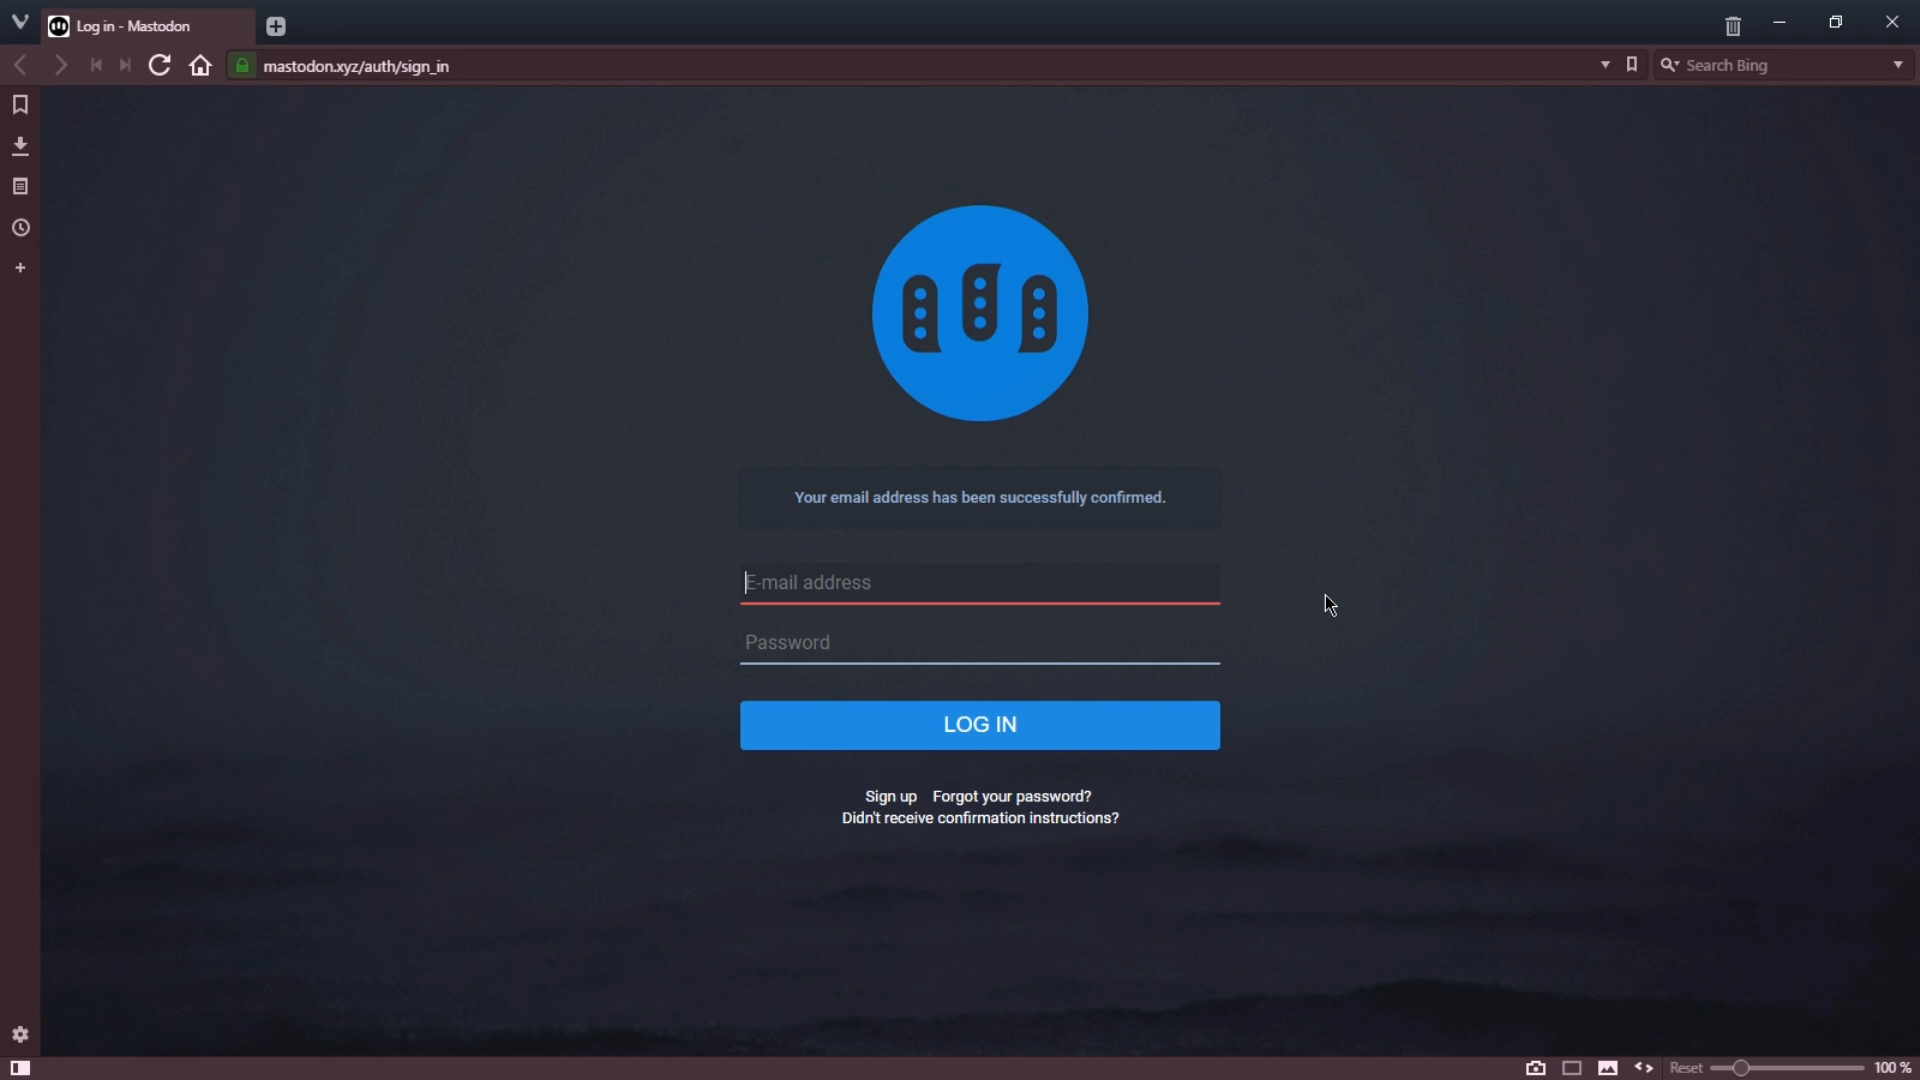 Log in - Mastodon
mastodon.xyz/auth/sign_in
Search Bing
Your email address has been successfully confirmed.
E-mail address
Password
LOG IN
Sign up Forgot your password?
Didn't receive confirmation instructions?
Reset 100 %